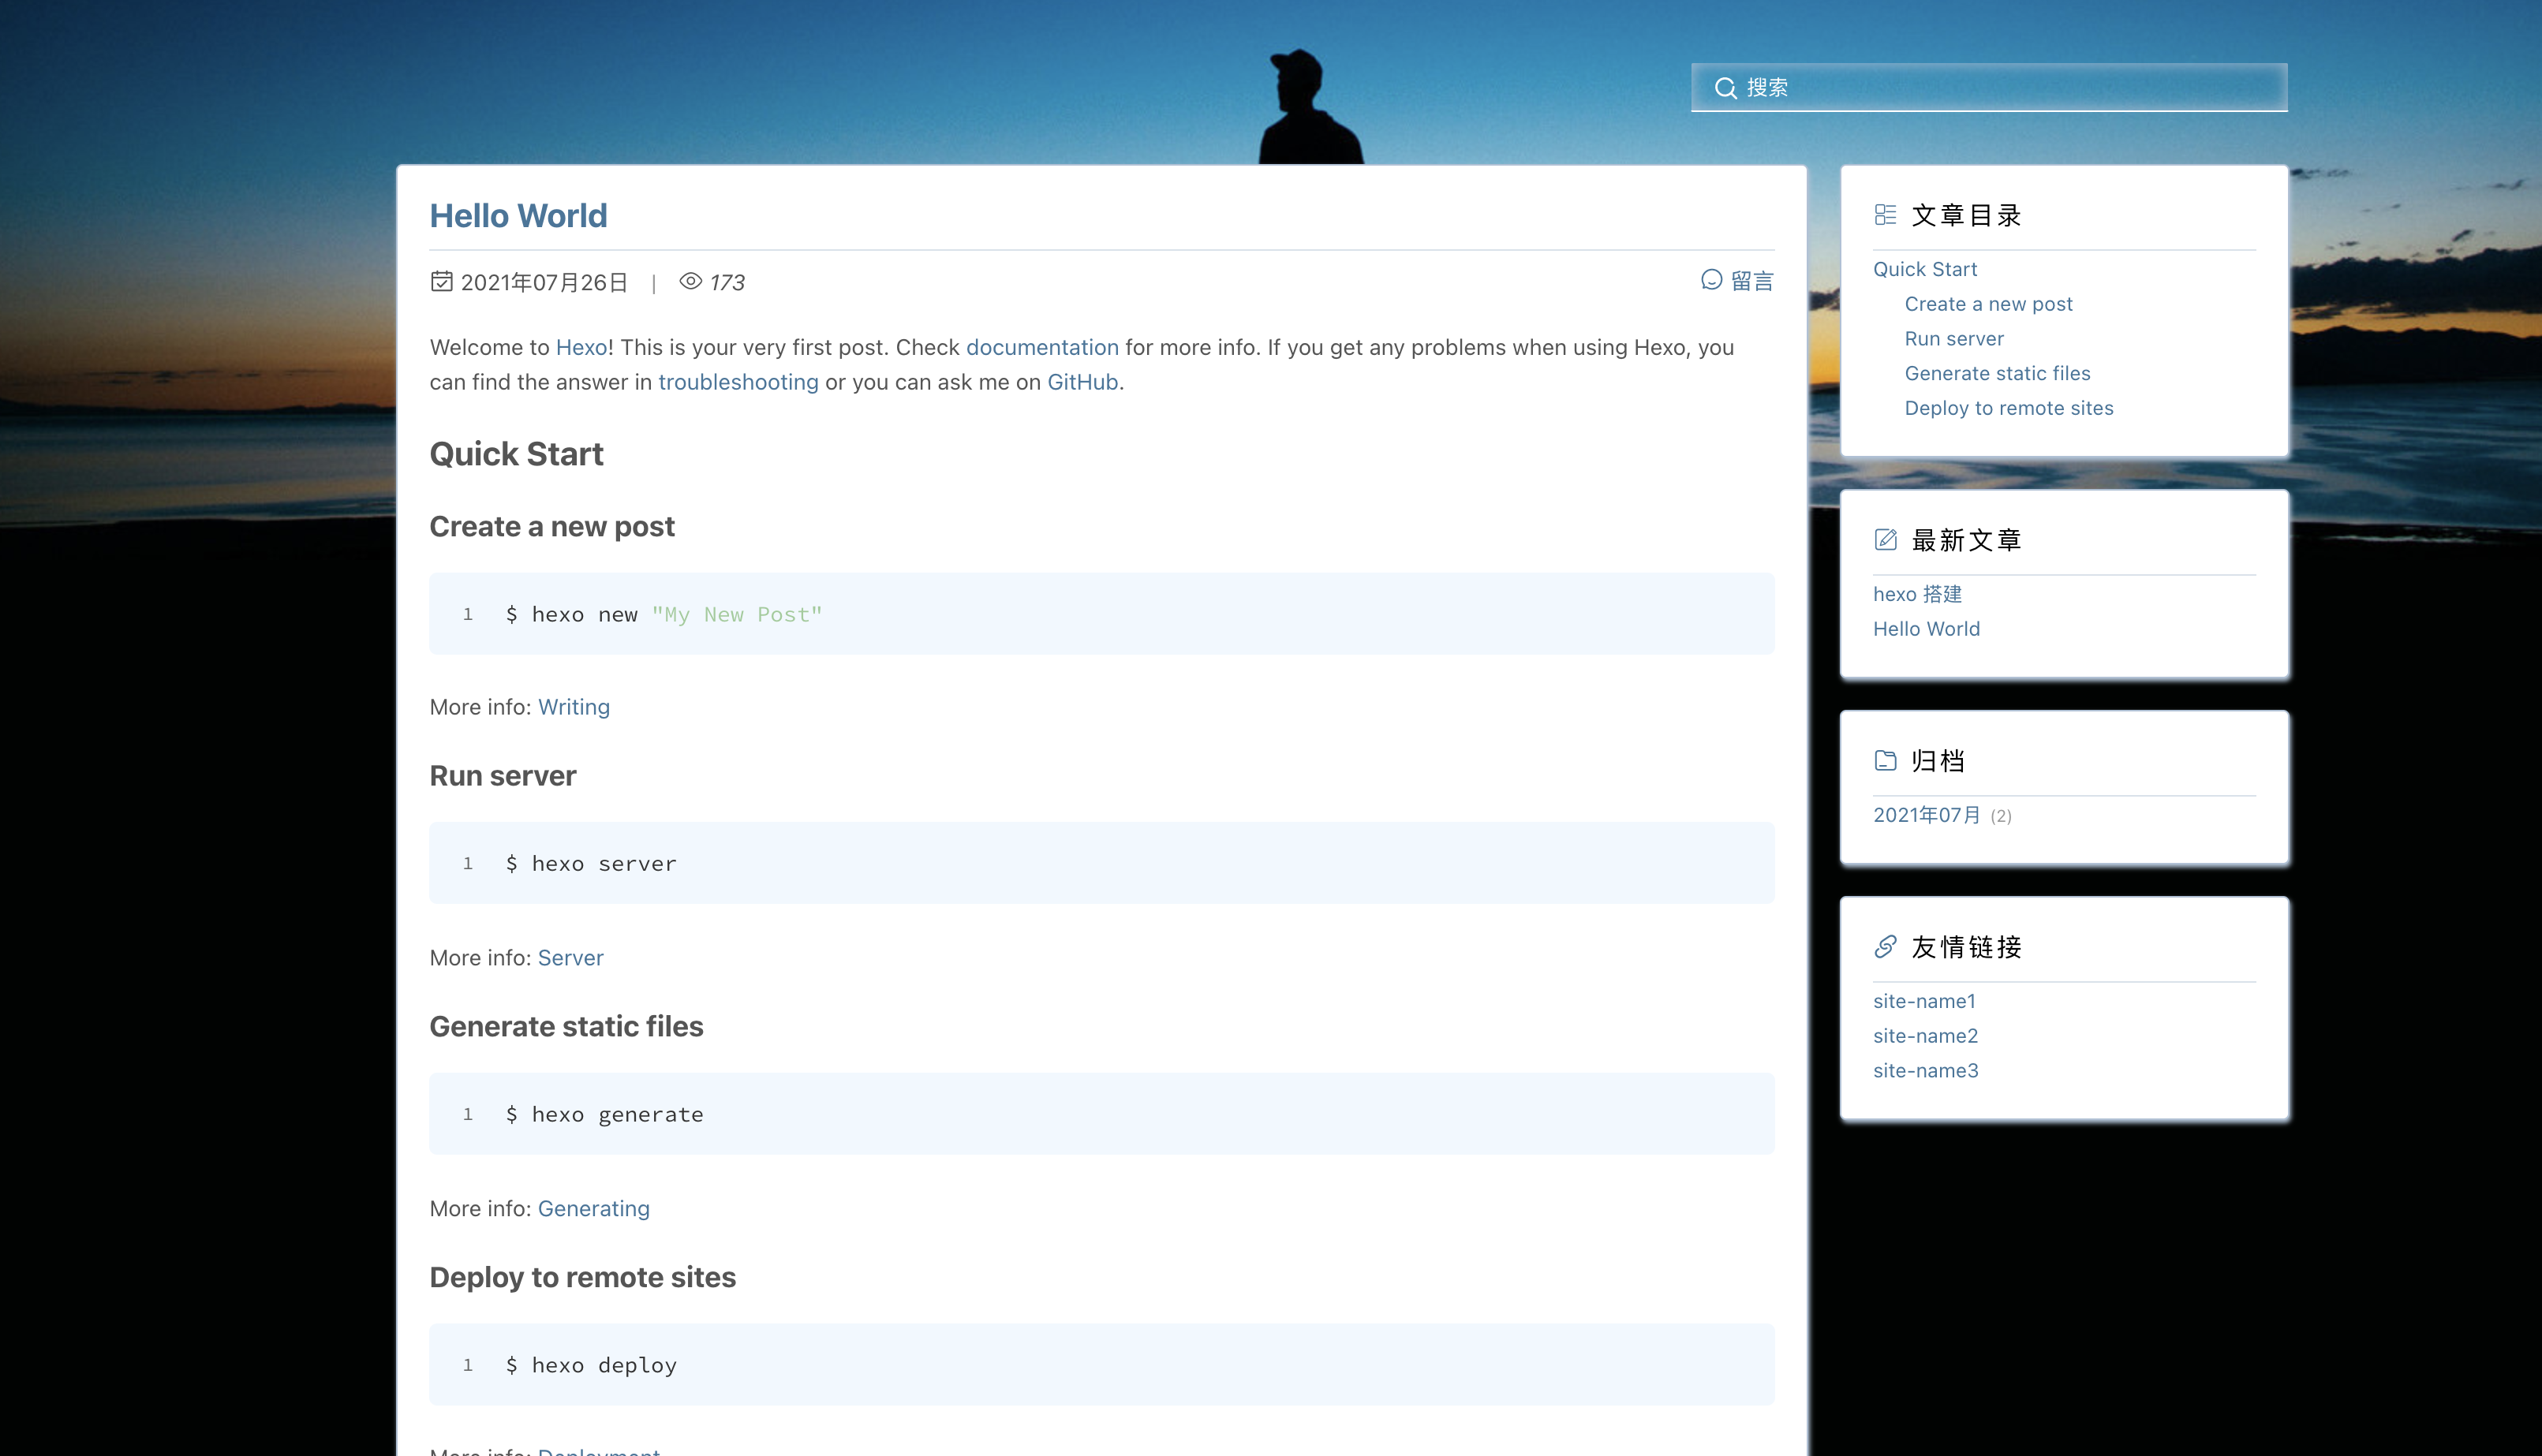 搜索
Hello World
2021年07月26日 | 173
留言
Welcome to Hexo! This is your very first post. Check documentation for more info. If you get any problems when using Hexo, you
can find the answer in troubleshooting or you can ask me on GitHub.
Quick Start
Create a new post
1 $ hexo new "My New Post"
More info: Writing
Run server
1 $ hexo server
More info: Server
Generate static files
1 $ hexo generate
More info: Generating
Deploy to remote sites
1 $ hexo deploy
More info: Deployment
文章目录
Quick Start
Create a new post
Run server
Generate static files
Deploy to remote sites
最新文章
hexo 搭建
Hello World
归档
2021年07月 (2)
友情链接
site-name1
site-name2
site-name3